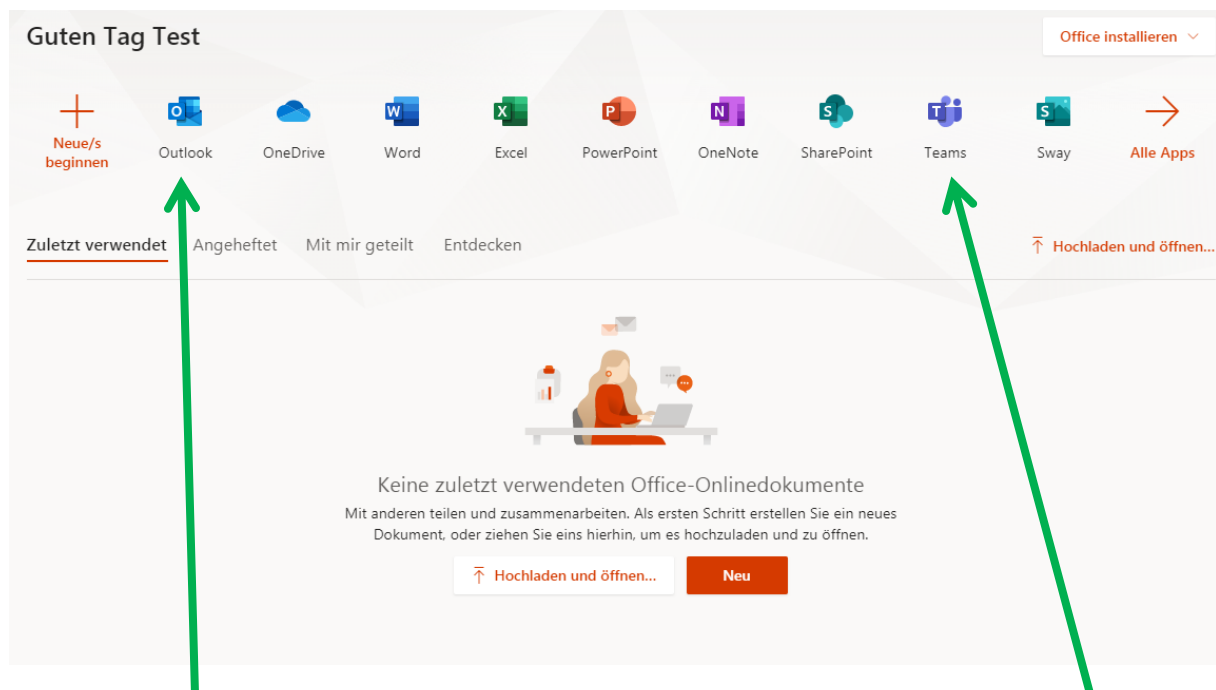 Guten Tag Test
Office installieren
Neue/s
beginnen
Outlook
OneDrive
Word
Excel
PowerPoint
OneNote
SharePoint
Teams
Sway
Alle Apps
Zuletzt verwendet
Angeheftet
Mit mir geteilt
Entdecken
Hochladen und öffnen...
Keine zuletzt verwendeten Office-Onlinedokumente
Mit anderen teilen und zusammenarbeiten. Als ersten Schritt erstellen Sie ein neues
Dokument, oder ziehen Sie eins hierhin, um es hochzuladen und zu öffnen.
Hochladen und öffnen...
Neu